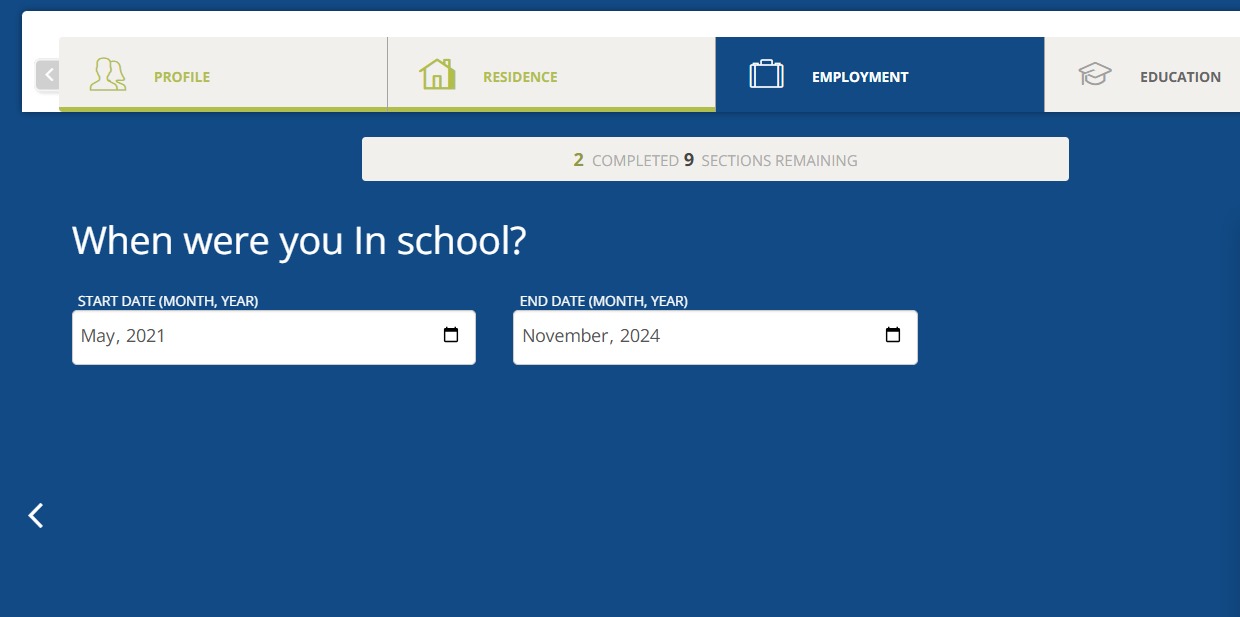 PROFILE RESIDENCE EMPLOYMENT EDUCATION
2 COMPLETED 9 SECTIONS REMAINING
When were you In school?
START DATE (MONTH, YEAR) END DATE (MONTH, YEAR)
May, 2021 November, 2024